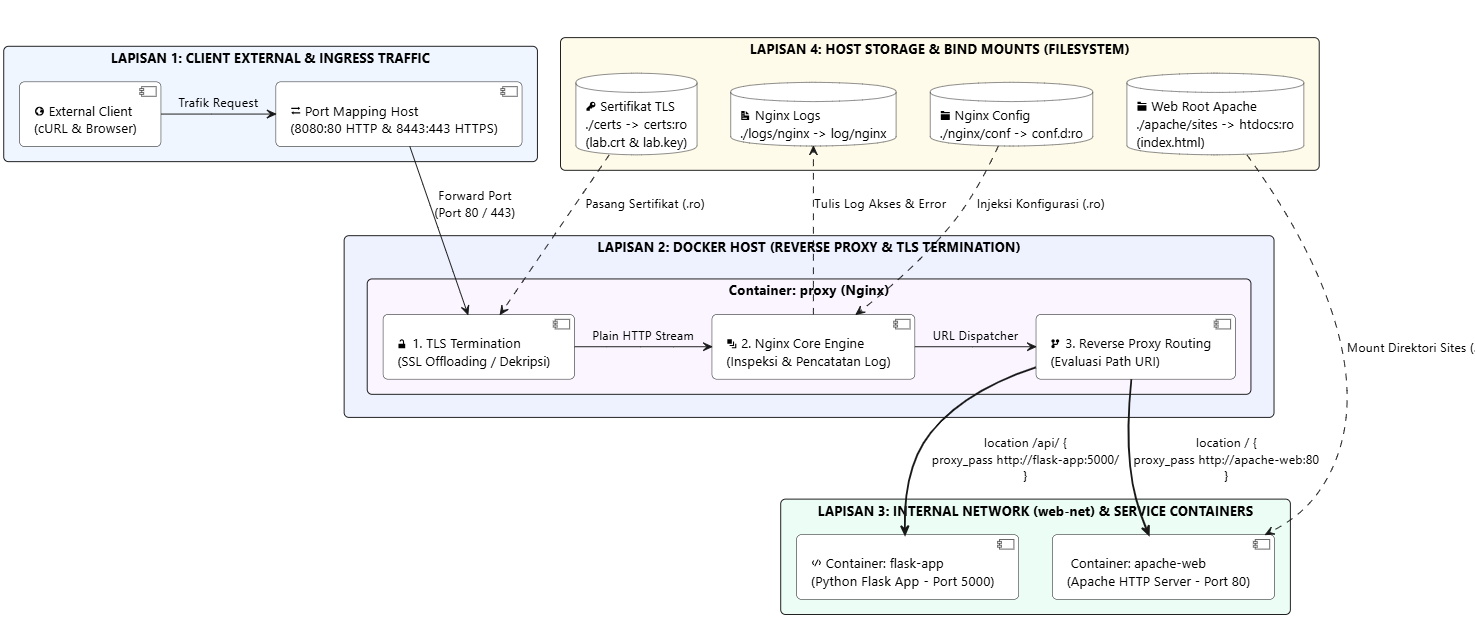 LAPISAN 1: CLIENT EXTERNAL & INGRESS TRAFFIC
External Client
(cURL & Browser)
Trafik Request
Port Mapping Host
(8080:80 HTTP & 8443:443 HTTPS)
LAPISAN 4: HOST STORAGE & BIND MOUNTS (FILESYSTEM)
Sertifikat TLS
./certs -> certs:ro
(lab.crt & lab.key)
Nginx Logs
./logs/nginx -> log/nginx
Nginx Config
./nginx/conf -> conf.d:ro
Web Root Apache
./apache/sites -> htdocs:ro
(index.html)
Forward Port
(Port 80 / 443)
Pasang Sertifikat (.ro)
Tulis Log Akses & Error
Injeksi Konfigurasi (.ro)
LAPISAN 2: DOCKER HOST (REVERSE PROXY & TLS TERMINATION)
Container: proxy (Nginx)
1. TLS Termination
(SSL Offloading / Dekripsi)
Plain HTTP Stream
2. Nginx Core Engine
(Inspeksi & Pencatatan Log)
URL Dispatcher
3. Reverse Proxy Routing
(Evaluasi Path URI)
Mount Direktori Sites (
location /api/ {
proxy_pass http://flask-app:5000/
}
location / {
proxy_pass http://apache-web:80
}
LAPISAN 3: INTERNAL NETWORK (web-net) & SERVICE CONTAINERS
Container: flask-app
(Python Flask App - Port 5000)
Container: apache-web
(Apache HTTP Server - Port 80)